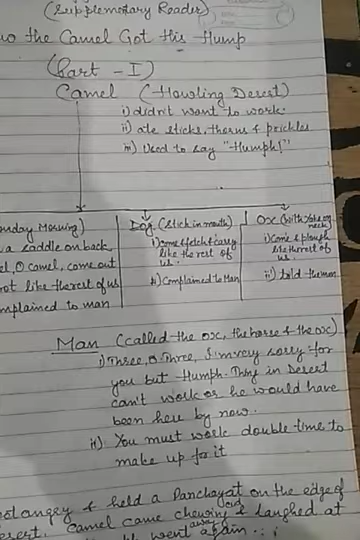 (Supplementary Reader)
the Camel Got His Hump
(Part - I)
Camel (Howling Desert)
i) didn't want to work.
ii) ate sticks, thorns & prickles
iii) Used to say "Humph!"
Monday Morning)
a saddle on back
O camel, come out
not like the rest of us
complained to man
Dog (Stick in mouth)
i) come & fetch & carry
like the rest of
us.
ii) Complained to Man
OX (with yoke on
neck)
i) Come & plough
like the rest of
us
ii) told the man
Man (called the ox, the horse & the ox)
i) Three, O Three, I'm very sorry for
you but Humph-Thing in Desert
can't work or he would have
been here by now.
ii) You must work double time to
make up for it
angry & held a Panchayat on the edge of
Camel came chewing cud & laughed at
went away again..